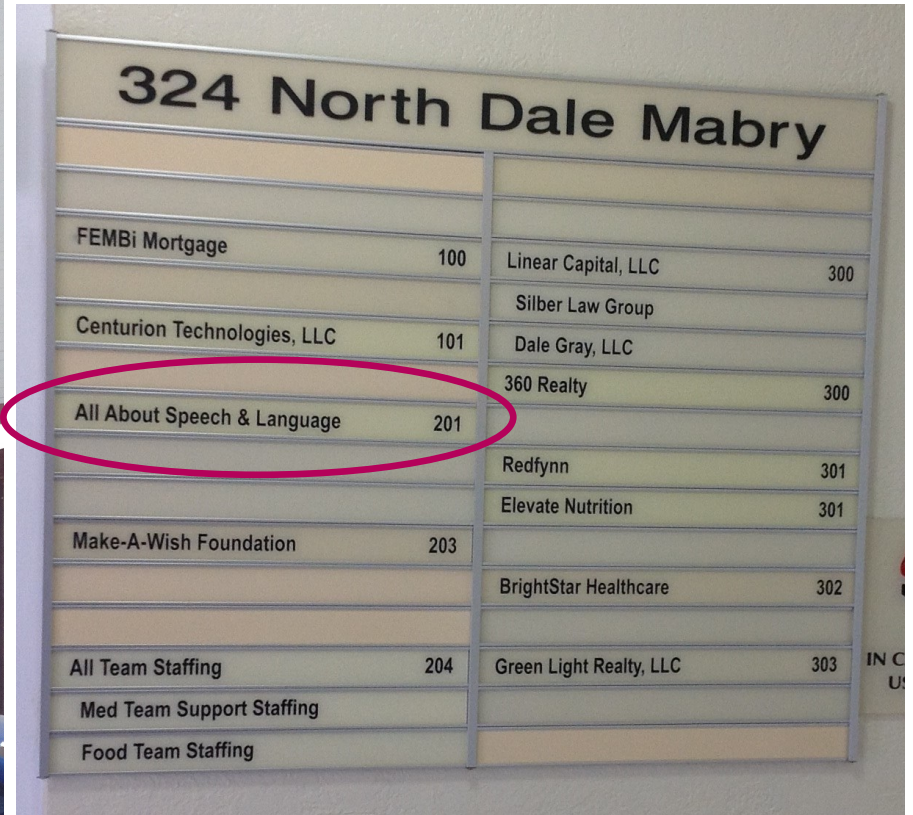 324 North Dale Mabry
FEMBi Mortgage 100
Centurion Technologies, LLC 101
All About Speech & Language 201
Make-A-Wish Foundation 203
All Team Staffing 204
Med Team Support Staffing
Food Team Staffing
Linear Capital, LLC 300
Silber Law Group
Dale Gray, LLC
360 Realty 300
Redfynn 301
Elevate Nutrition 301
BrightStar Healthcare 302
Green Light Realty, LLC 303
IN